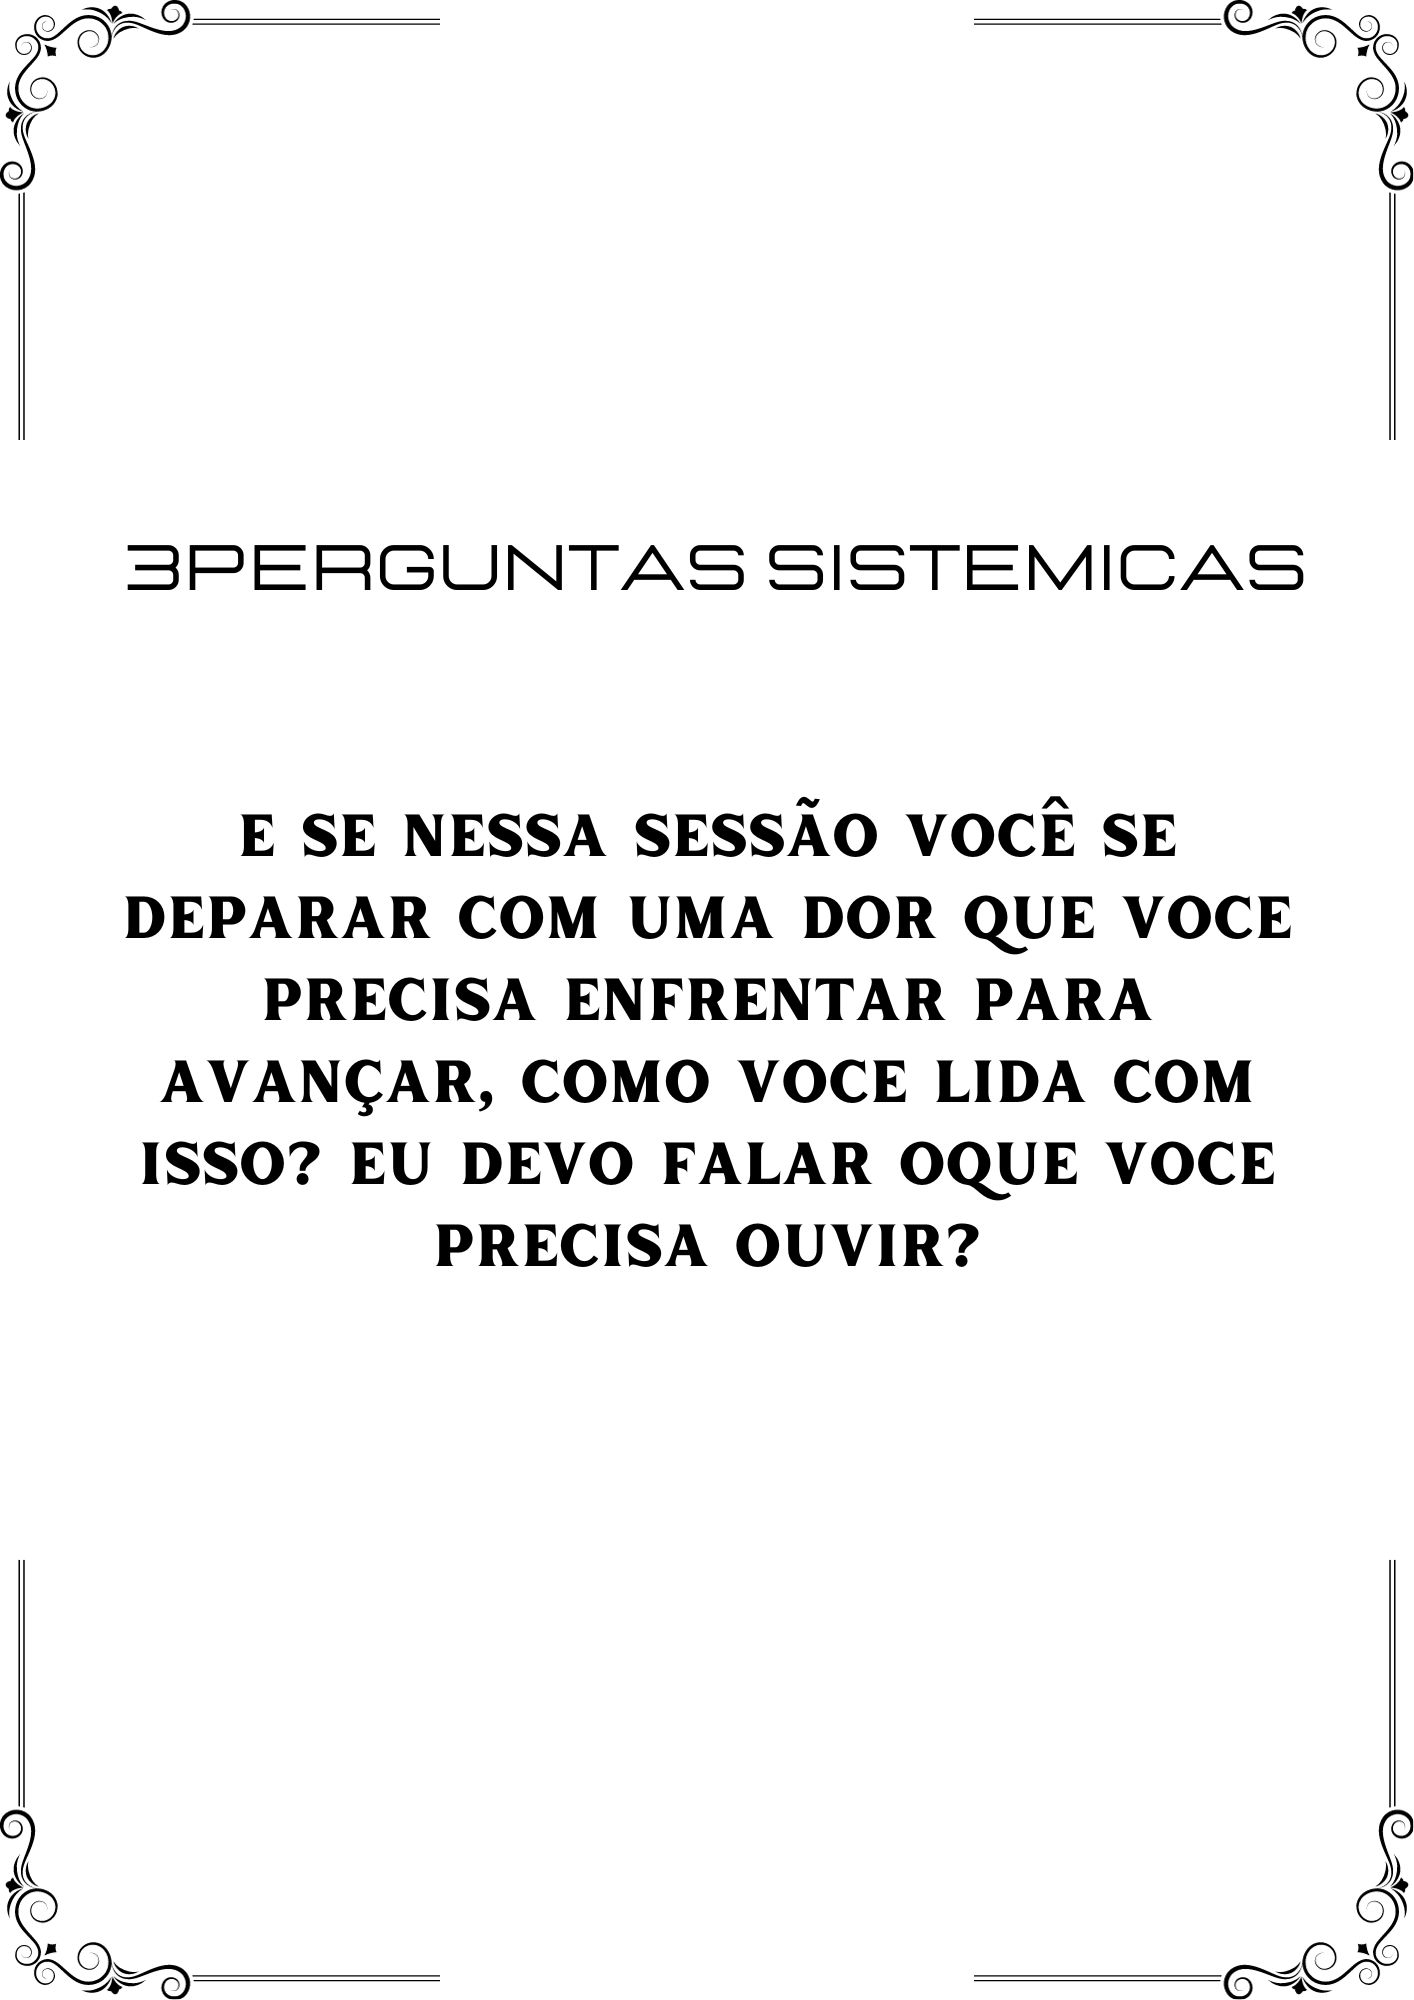 3PERGUNTAS SISTEMICAS
E SE NESSA SESSÃO VOCÊ SE
DEPARAR COM UMA DOR QUE VOCE
PRECISA ENFRENTAR PARA
AVANÇAR, COMO VOCE LIDA COM
ISSO? EU DEVO FALAR OQUE VOCE
PRECISA OUVIR?